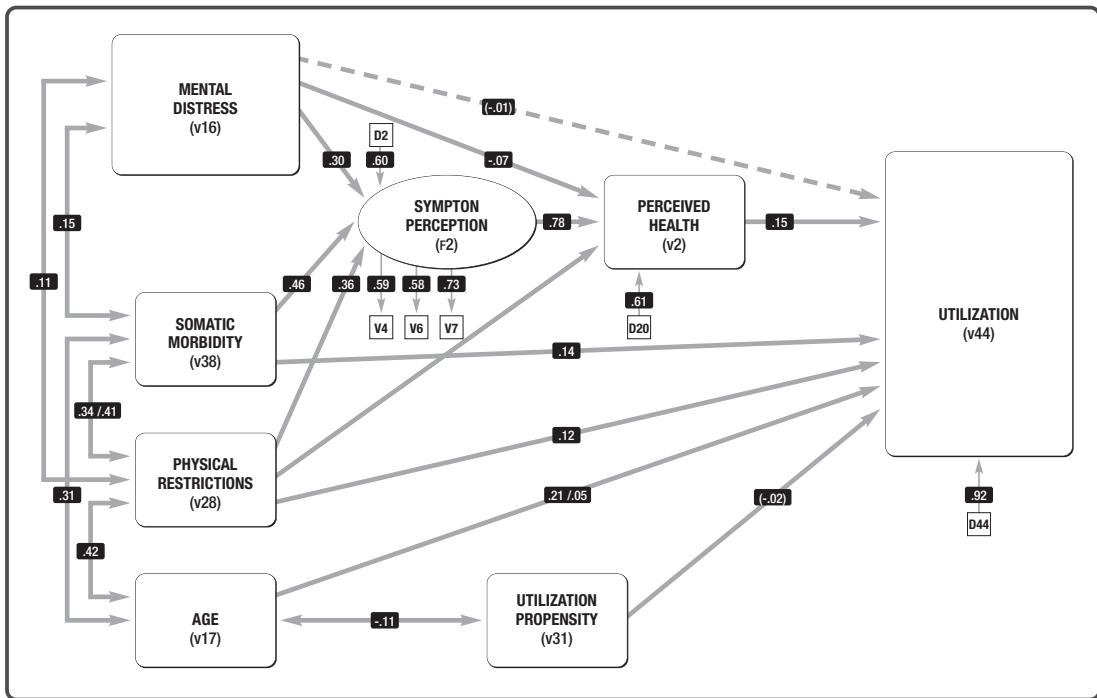 MENTAL
DISTRESS
(v16)
(-.01)
D2
.60
.30
-.07
SYMPTON
PERCEPTION
(F2)
.78
PERCEIVED
HEALTH
(v2)
.15
.15
.11
.46
.36
.59
.58
.73
V4
V6
V7
.61
D20
UTILIZATION
(v44)
SOMATIC
MORBIDITY
(v38)
.14
.34 /.41
.12
PHYSICAL
RESTRICTIONS
(v28)
.31
.21 /.05
(-.02)
.92
D44
.42
AGE
(v17)
-.11
UTILIZATION
PROPENSITY
(v31)